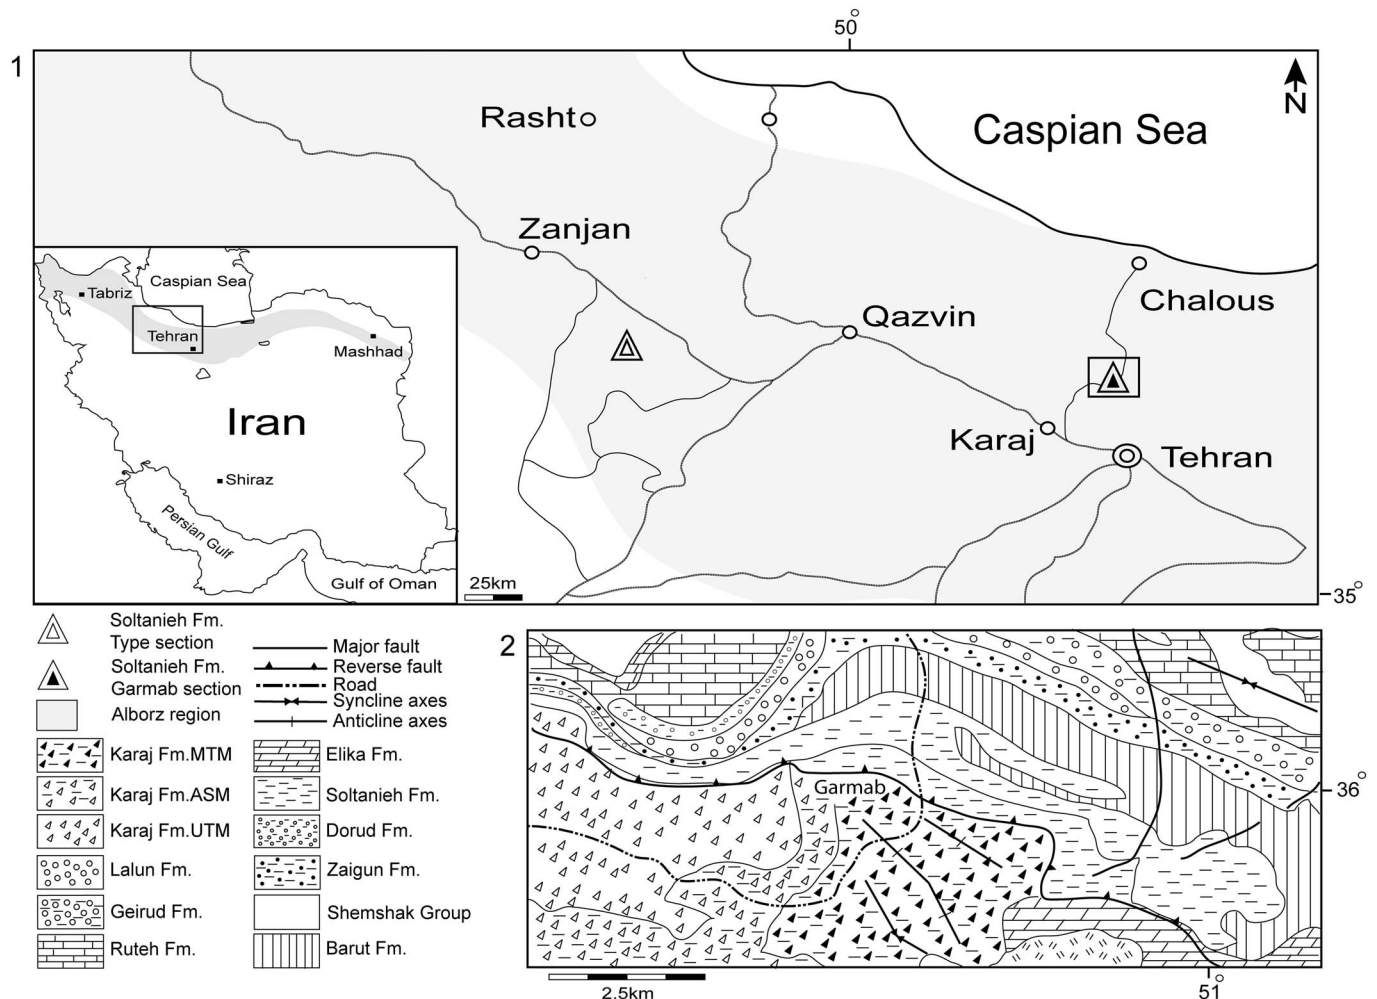 50°
1
N
Rasht
Caspian Sea
Zanjan
Chalous
Qazvin
Karaj
Tehran
Caspian Sea
Tabriz
Tehran
Mashhad
Iran
Shiraz
Persian Gulf
Gulf of Oman
25km
35°
Soltanieh Fm.
Type section
Soltanieh Fm.
Garmab section
Alborz region
Karaj Fm.MTM
Karaj Fm.ASM
Karaj Fm.UTM
Lalun Fm.
Geirud Fm.
Ruteh Fm.
Major fault
Reverse fault
Road
Syncline axes
Anticline axes
Elika Fm.
Soltanieh Fm.
Dorud Fm.
Zaigun Fm.
Shemshak Group
Barut Fm.
2
Garmab
36°
2.5km
51°